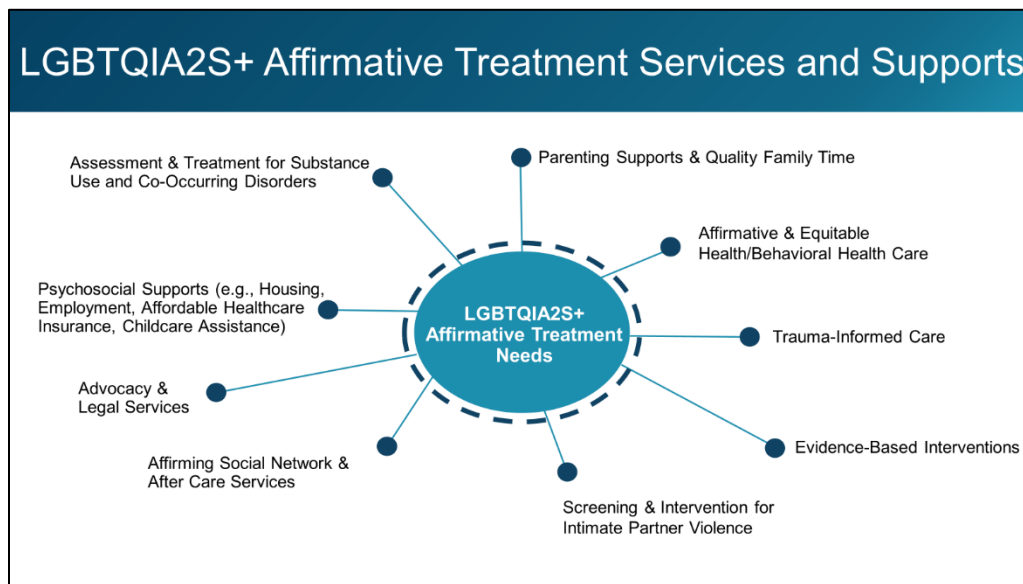 LGBTQIA2S+ Affirmative Treatment Services and Supports
Assessment & Treatment for Substance
Use and Co-Occurring Disorders
Parenting Supports & Quality Family Time
Affirmative & Equitable
Health/Behavioral Health Care
Psychosocial Supports (e.g., Housing,
Employment, Affordable Healthcare
Insurance, Childcare Assistance)
LGBTQIA2S+
Affirmative Treatment
Needs
Trauma-Informed Care
Advocacy &
Legal Services
Evidence-Based Interventions
Affirming Social Network &
After Care Services
Screening & Intervention for
Intimate Partner Violence